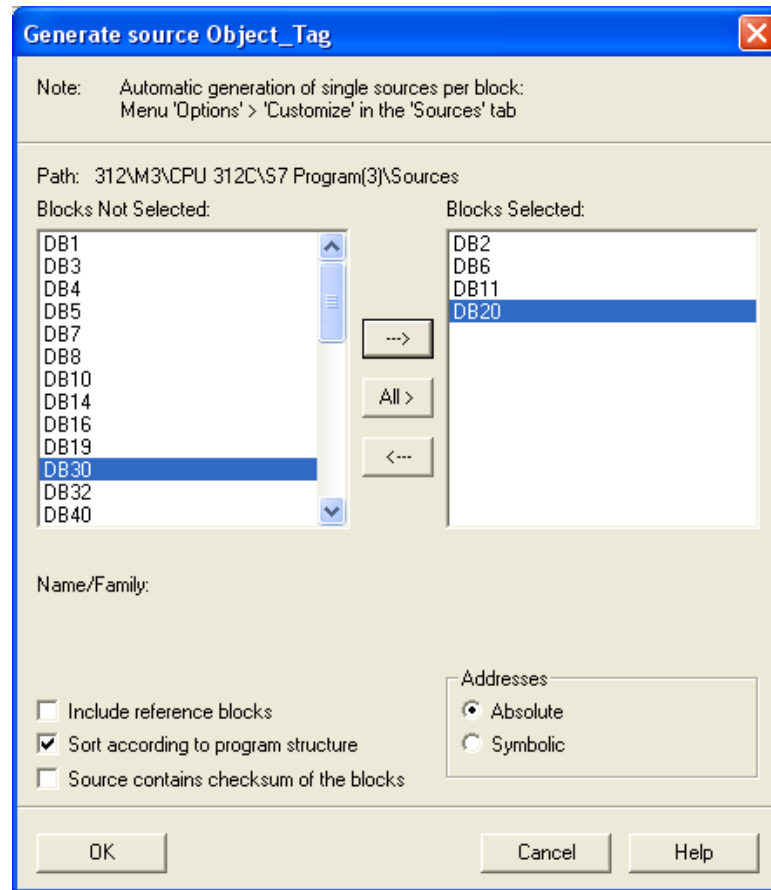 Generate source Object_Tag
Note: Automatic generation of single sources per block:
Menu 'Options' > 'Customize' in the 'Sources' tab
Path: 312\M3\CPU 312C\S7 Program(3)\Sources
Blocks Not Selected:
DB1
DB3
DB4
DB5
DB7
DB8
DB10
DB14
DB16
DB19
DB30
DB32
DB40
--->
All >
<---
Blocks Selected:
DB2
DB6
DB11
DB20
Name/Family:
Include reference blocks
Sort according to program structure
Source contains checksum of the blocks
Addresses
Absolute
Symbolic
OK
Cancel
Help